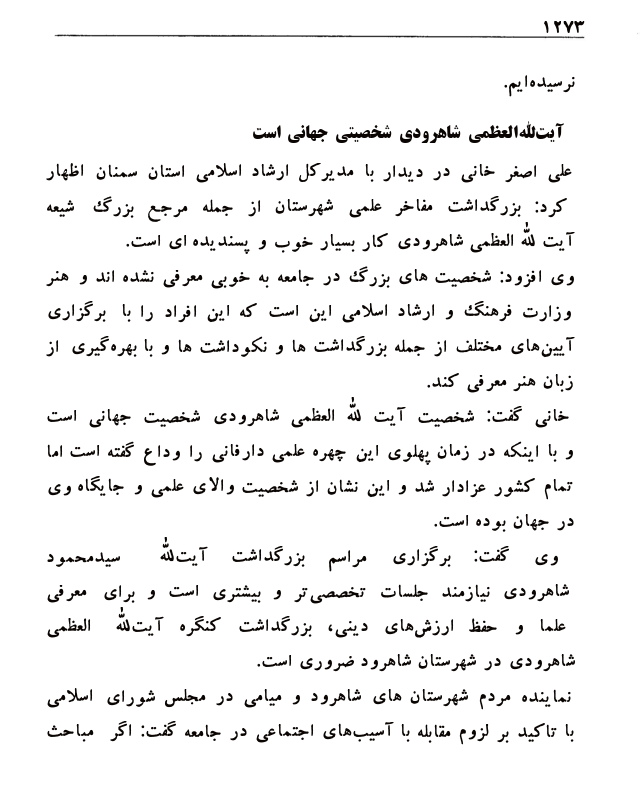 ۱۲۷۳
نرسیده‌ایم.
آیت‌لله‌العظمی شاهرودی شخصیتی جهانی است
علی اصغر خانی در دیدار با مدیرکل ارشاد اسلامی استان سمنان اظهار
کرد: بزرگداشت مفاخر علمی شهرستان از جمله مرجع بزرگ شیعه
آیت لله العظمی شاهرودی کار بسیار خوب و پسندیده ای است.
وی افزود: شخصیت های بزرگ در جامعه به خوبی معرفی نشده اند و هنر
وزارت فرهنگ و ارشاد اسلامی این است که این افراد را با برگزاری
آیین‌های مختلف از جمله بزرگداشت ها و نکوداشت ها و با بهره‌گیری از
زبان هنر معرفی کند.
خانی گفت: شخصیت آیت لله العظمی شاهرودی شخصیت جهانی است
و با اینکه در زمان پهلوی این چهره علمی دارفانی را وداع گفته است اما
تمام کشور عزادار شد و این نشان از شخصیت والای علمی و جایگاه وی
در جهان بوده است.
وی گفت: برگزاری مراسم بزرگداشت آیت‌لله سیدمحمود
شاهرودی نیازمند جلسات تخصصی‌تر و بیشتری است و برای معرفی
علما و حفظ ارزش‌های دینی، بزرگداشت کنگره آیت‌لله العظمی
شاهرودی در شهرستان شاهرود ضروری است.
نماینده مردم شهرستان های شاهرود و میامی در مجلس شورای اسلامی
با تاکید بر لزوم مقابله با آسیب‌های اجتماعی در جامعه گفت: اگر مباحث